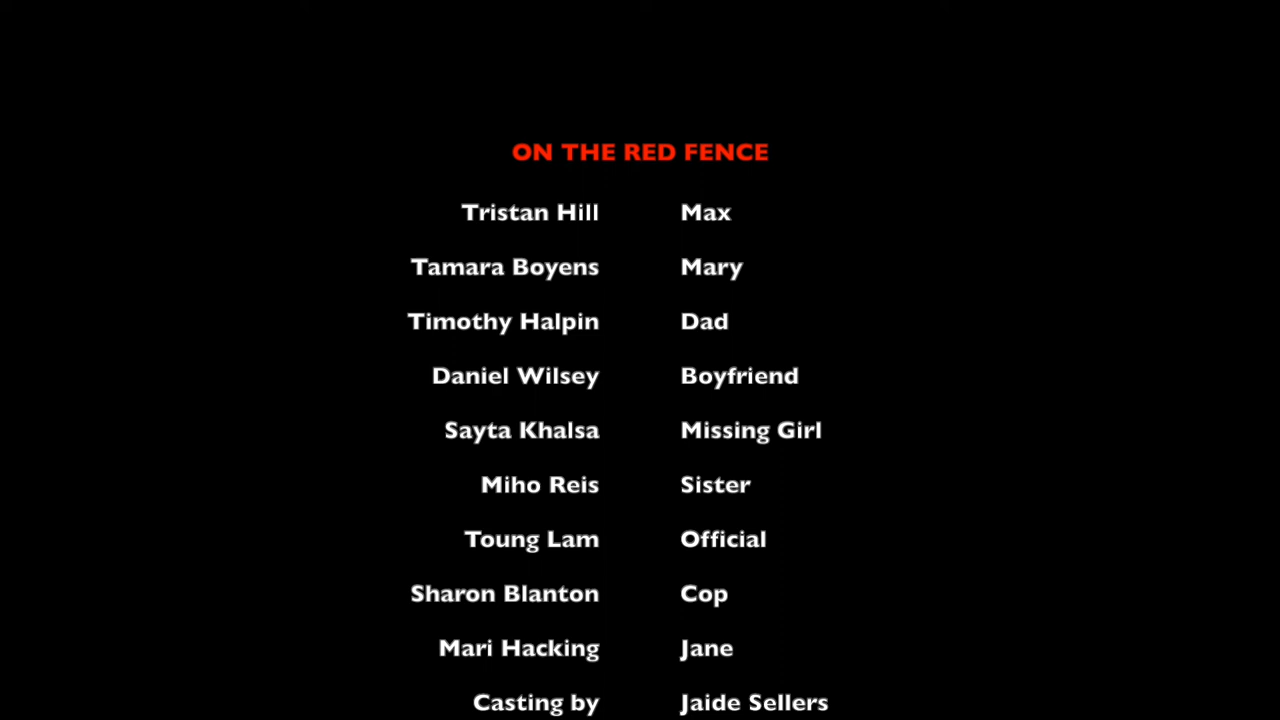 ON THE RED FENCE
Tristan Hill Max
Tamara Boyens Mary
Timothy Halpin Dad
Daniel Wilsey Boyfriend
Sayta Khalsa Missing Girl
Miho Reis Sister
Toung Lam Official
Sharon Blanton Cop
Mari Hacking Jane
Casting by Jaide Sellers